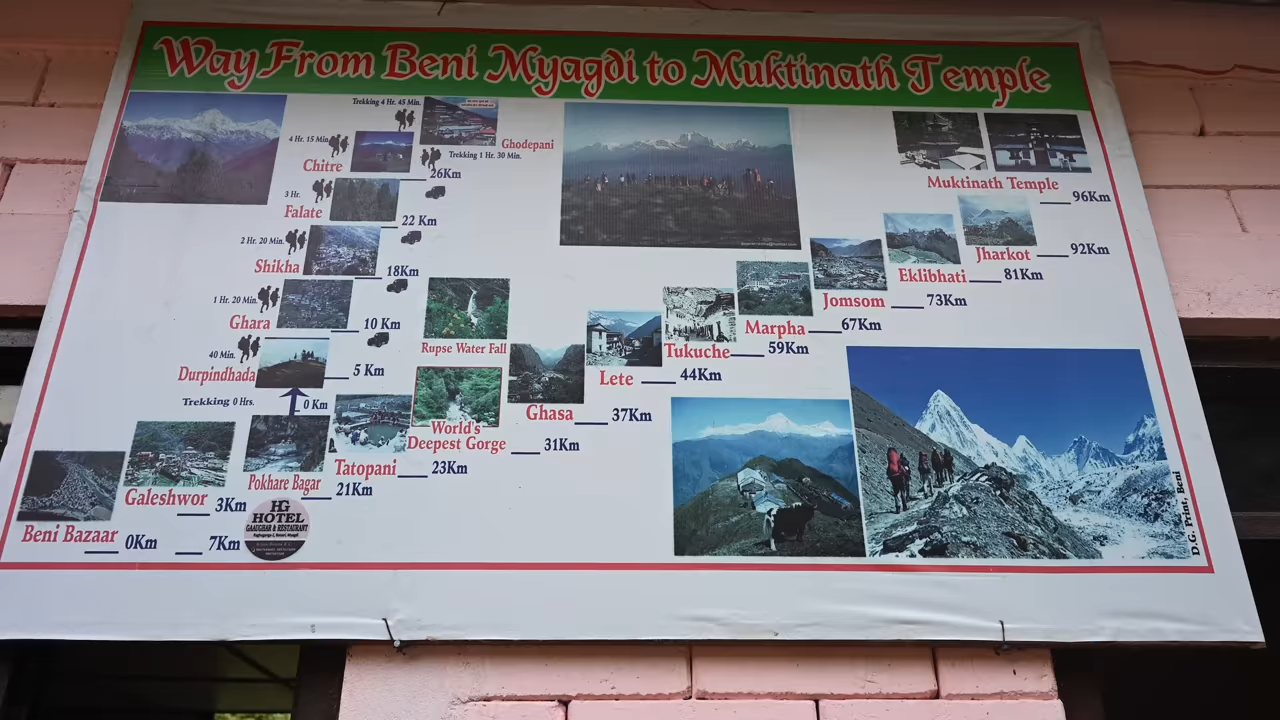 Way From Beni Myagdi to Muktinath Temple
Trekking 4 Hr. 45 Min.
Ghodepani
Trekking 1 Hr. 30 Min.
26Km
4 Hr. 15 Min.
Chitre
3 Hr.
Falate
22 Km
2 Hr. 20 Min.
Shikha
18Km
1 Hr. 20 Min.
Ghara
10 Km
40 Min.
Durpindhada
5 Km
Trekking 0 Hrs.
0 Km
Beni Bazaar
0Km
Galeshwor
3Km
7Km
HG
HOTEL
GAAUGHAR & RESTAURANT
Pokhare Bagar
21Km
Tatopani
23Km
Rupse Water Fall
World's
Deepest Gorge
31Km
Ghasa
37Km
Lete
44Km
Tukuche
59Km
Marpha
67Km
Jomsom
73Km
Eklibhati
81Km
Jharkot
92Km
Muktinath Temple
96Km
D.G. Print, Beni